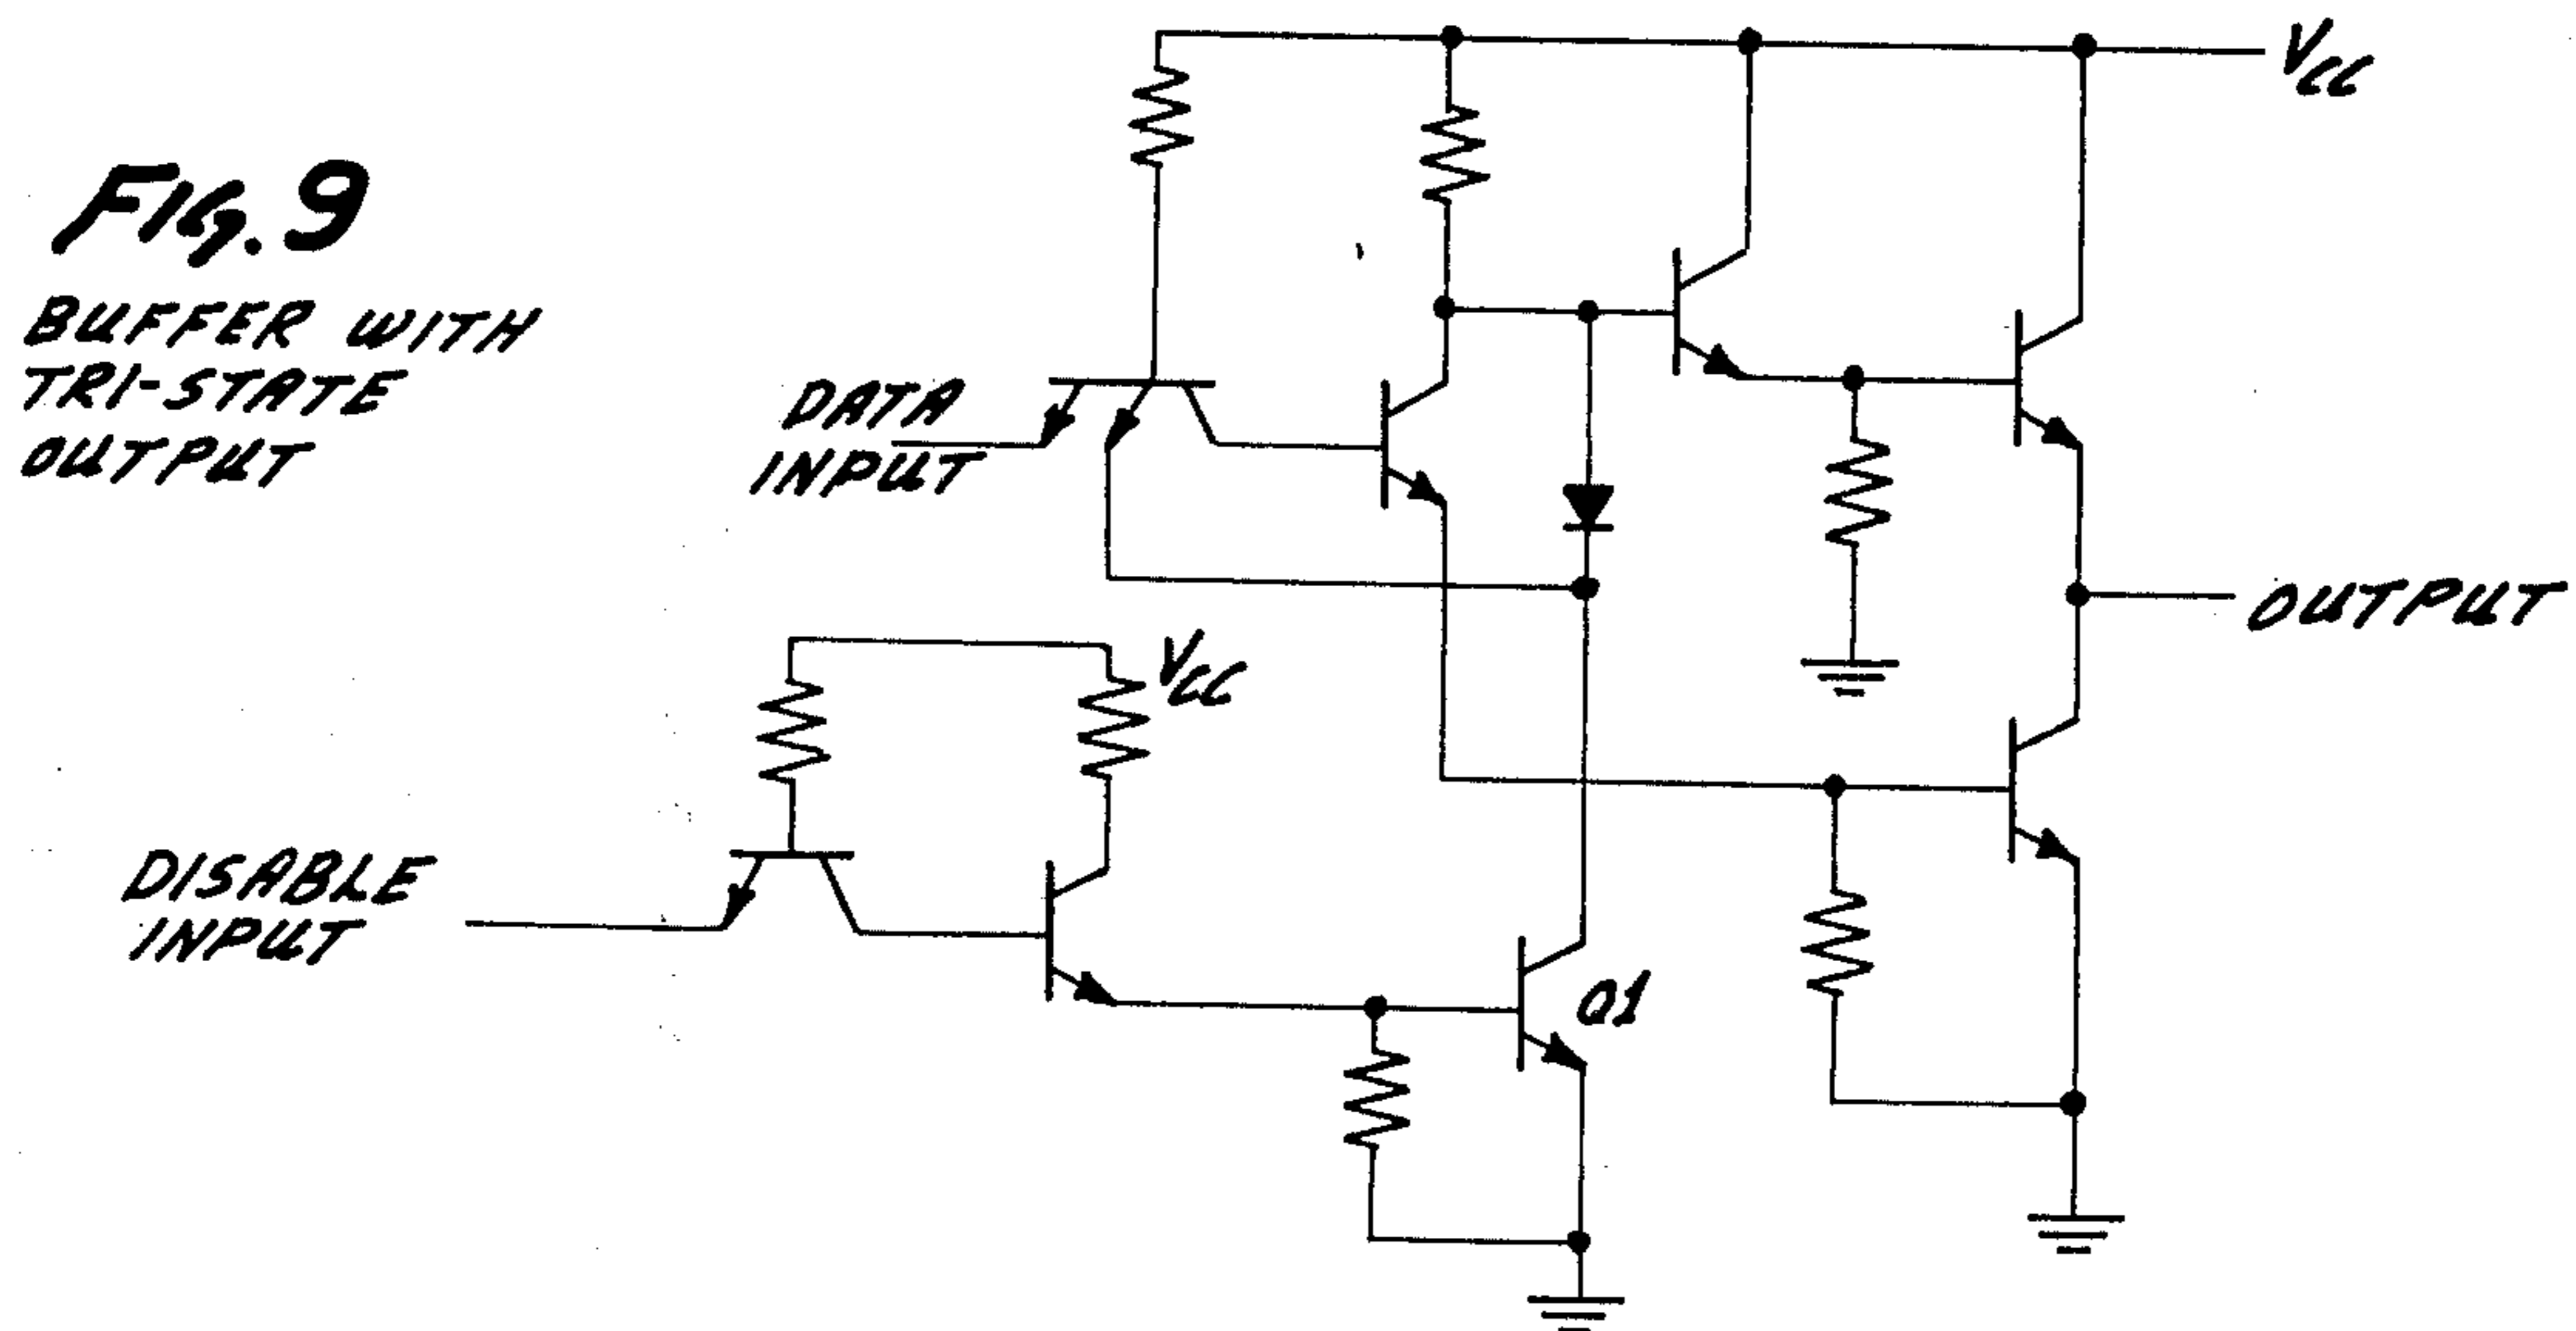 FIG. 9
BUFFER WITH
TRI-STATE
OUTPUT
VCC
DATA
INPUT
OUTPUT
VCC
DISABLE
INPUT
Q1